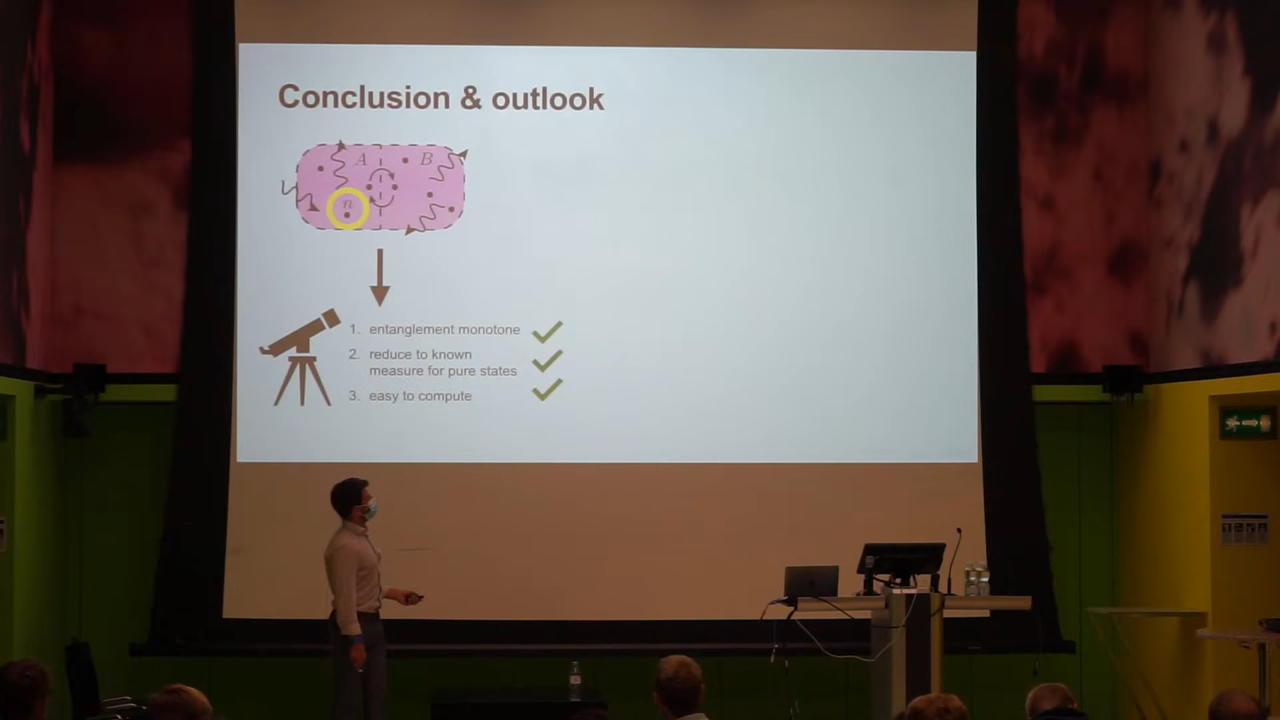 Conclusion & outlook
A B
n
1. entanglement monotone
2. reduce to known
measure for pure states
3. easy to compute